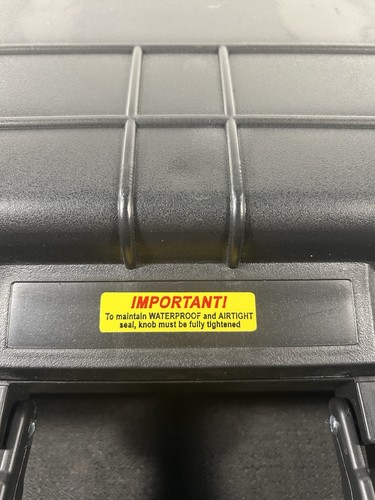 IMPORTANT!
To maintain WATERPROOF and AIRTIGHT
seal, knob must be fully tightened